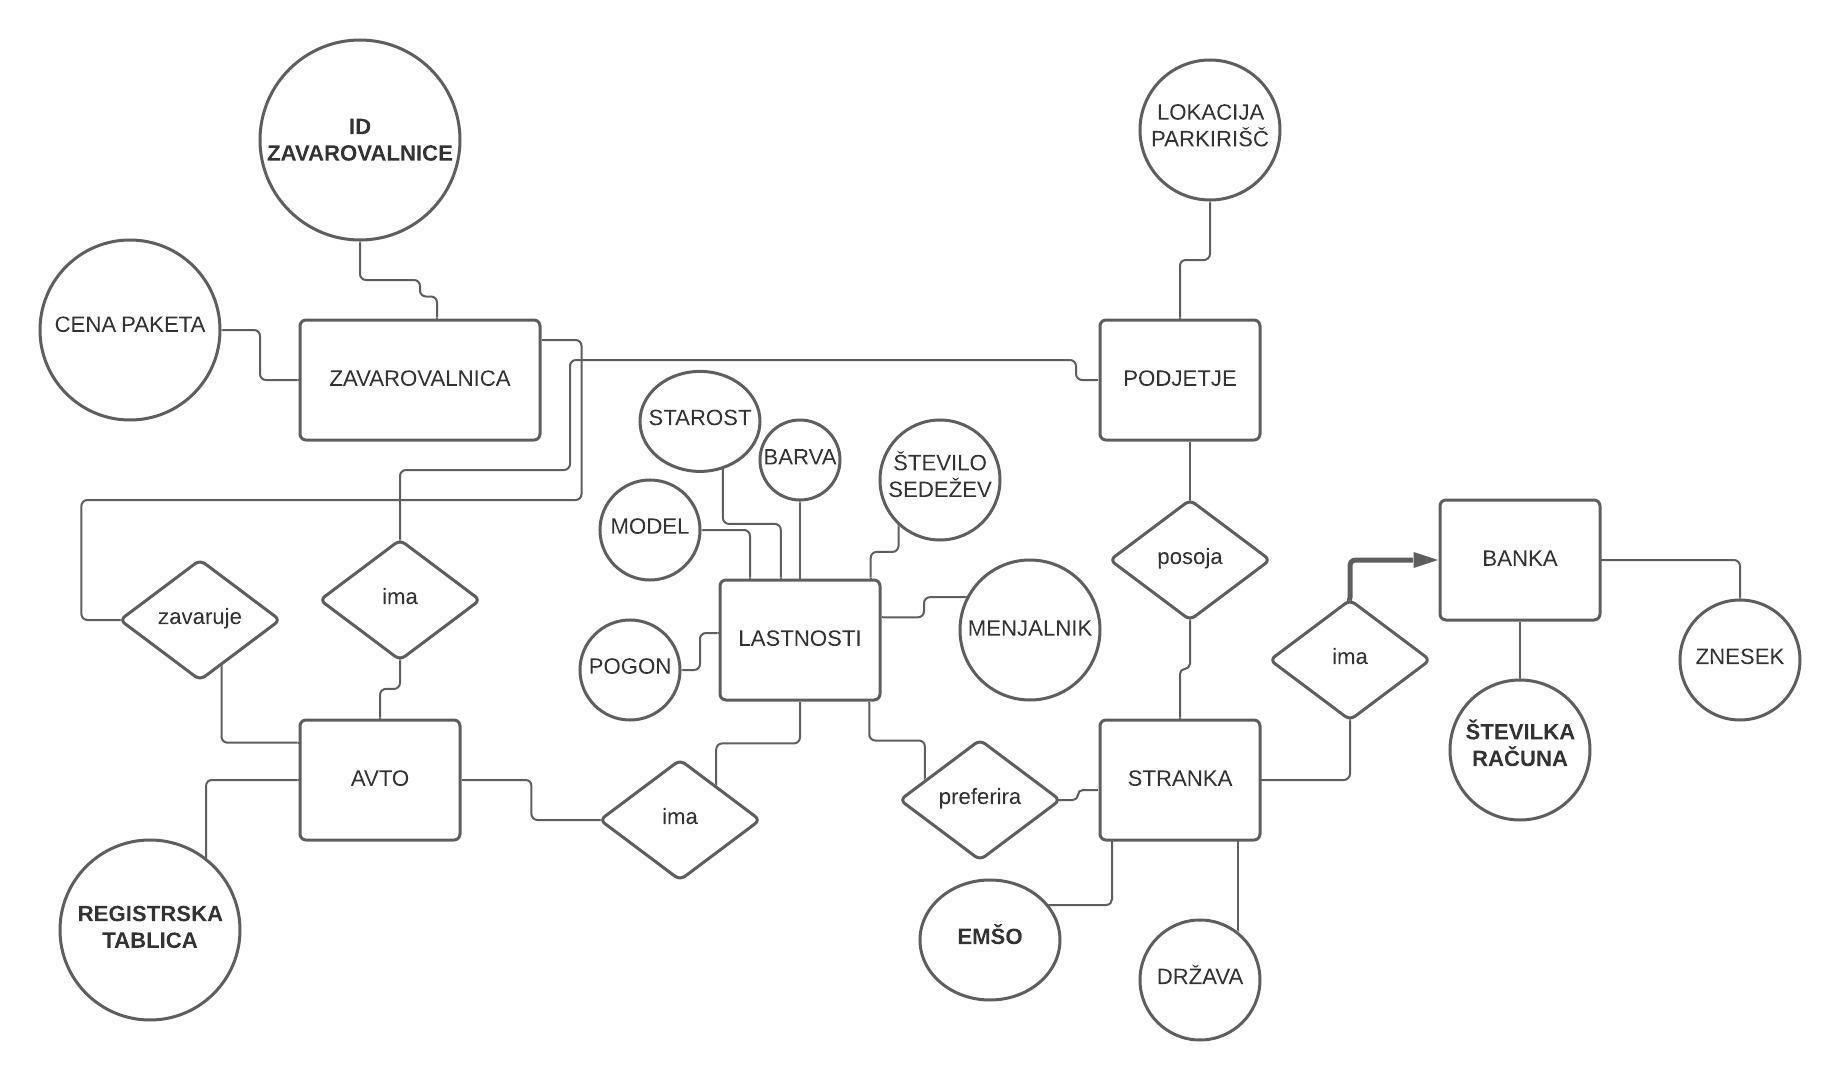 ID
ZAVAROVALNICE
LOKACIJA
PARKIRIŠČ
CENA PAKETA
ZAVAROVALNICA
PODJETJE
STAROST
BARVA
ŠTEVILO
SEDEŽEV
MODEL
posoja
BANKA
zavaruje
ima
LASTNOSTI
MENJALNIK
POGON
ima
ZNESEK
ŠTEVILKA
RAČUNA
AVTO
ima
preferira
STRANKA
REGISTRSKA
TABLICA
EMŠO
DRŽAVA